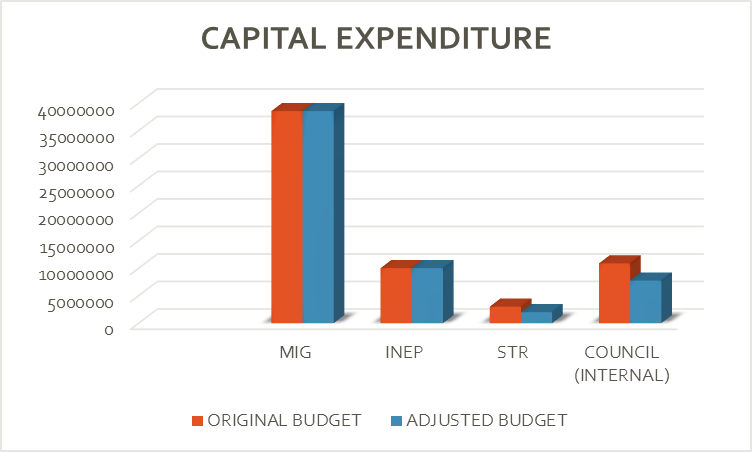 CAPITAL EXPENDITURE
40000000
35000000
30000000
25000000
20000000
15000000
10000000
5000000
0
MIG INEP STR COUNCIL
(INTERNAL)
ORIGINAL BUDGET ADJUSTED BUDGET